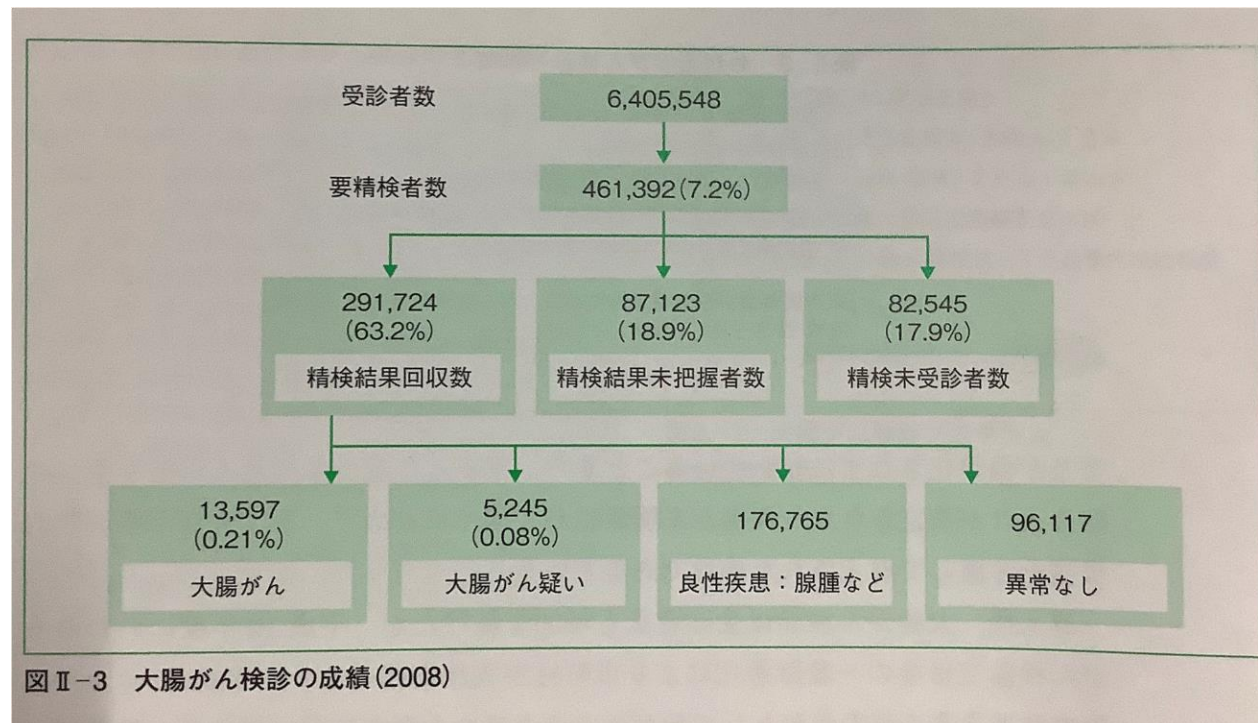 受診者数
6,405,548
要精検者数
461,392(7.2%)
291,724
(63.2%)
精検結果回収数
87,123
(18.9%)
精検結果未把握者数
82,545
(17.9%)
精検未受診者数
13,597
(0.21%)
大腸がん
5,245
(0.08%)
大腸がん疑い
176,765
良性疾患：腺腫など
96,117
異常なし
図Ⅱ-3 大腸がん検診の成績(2008)